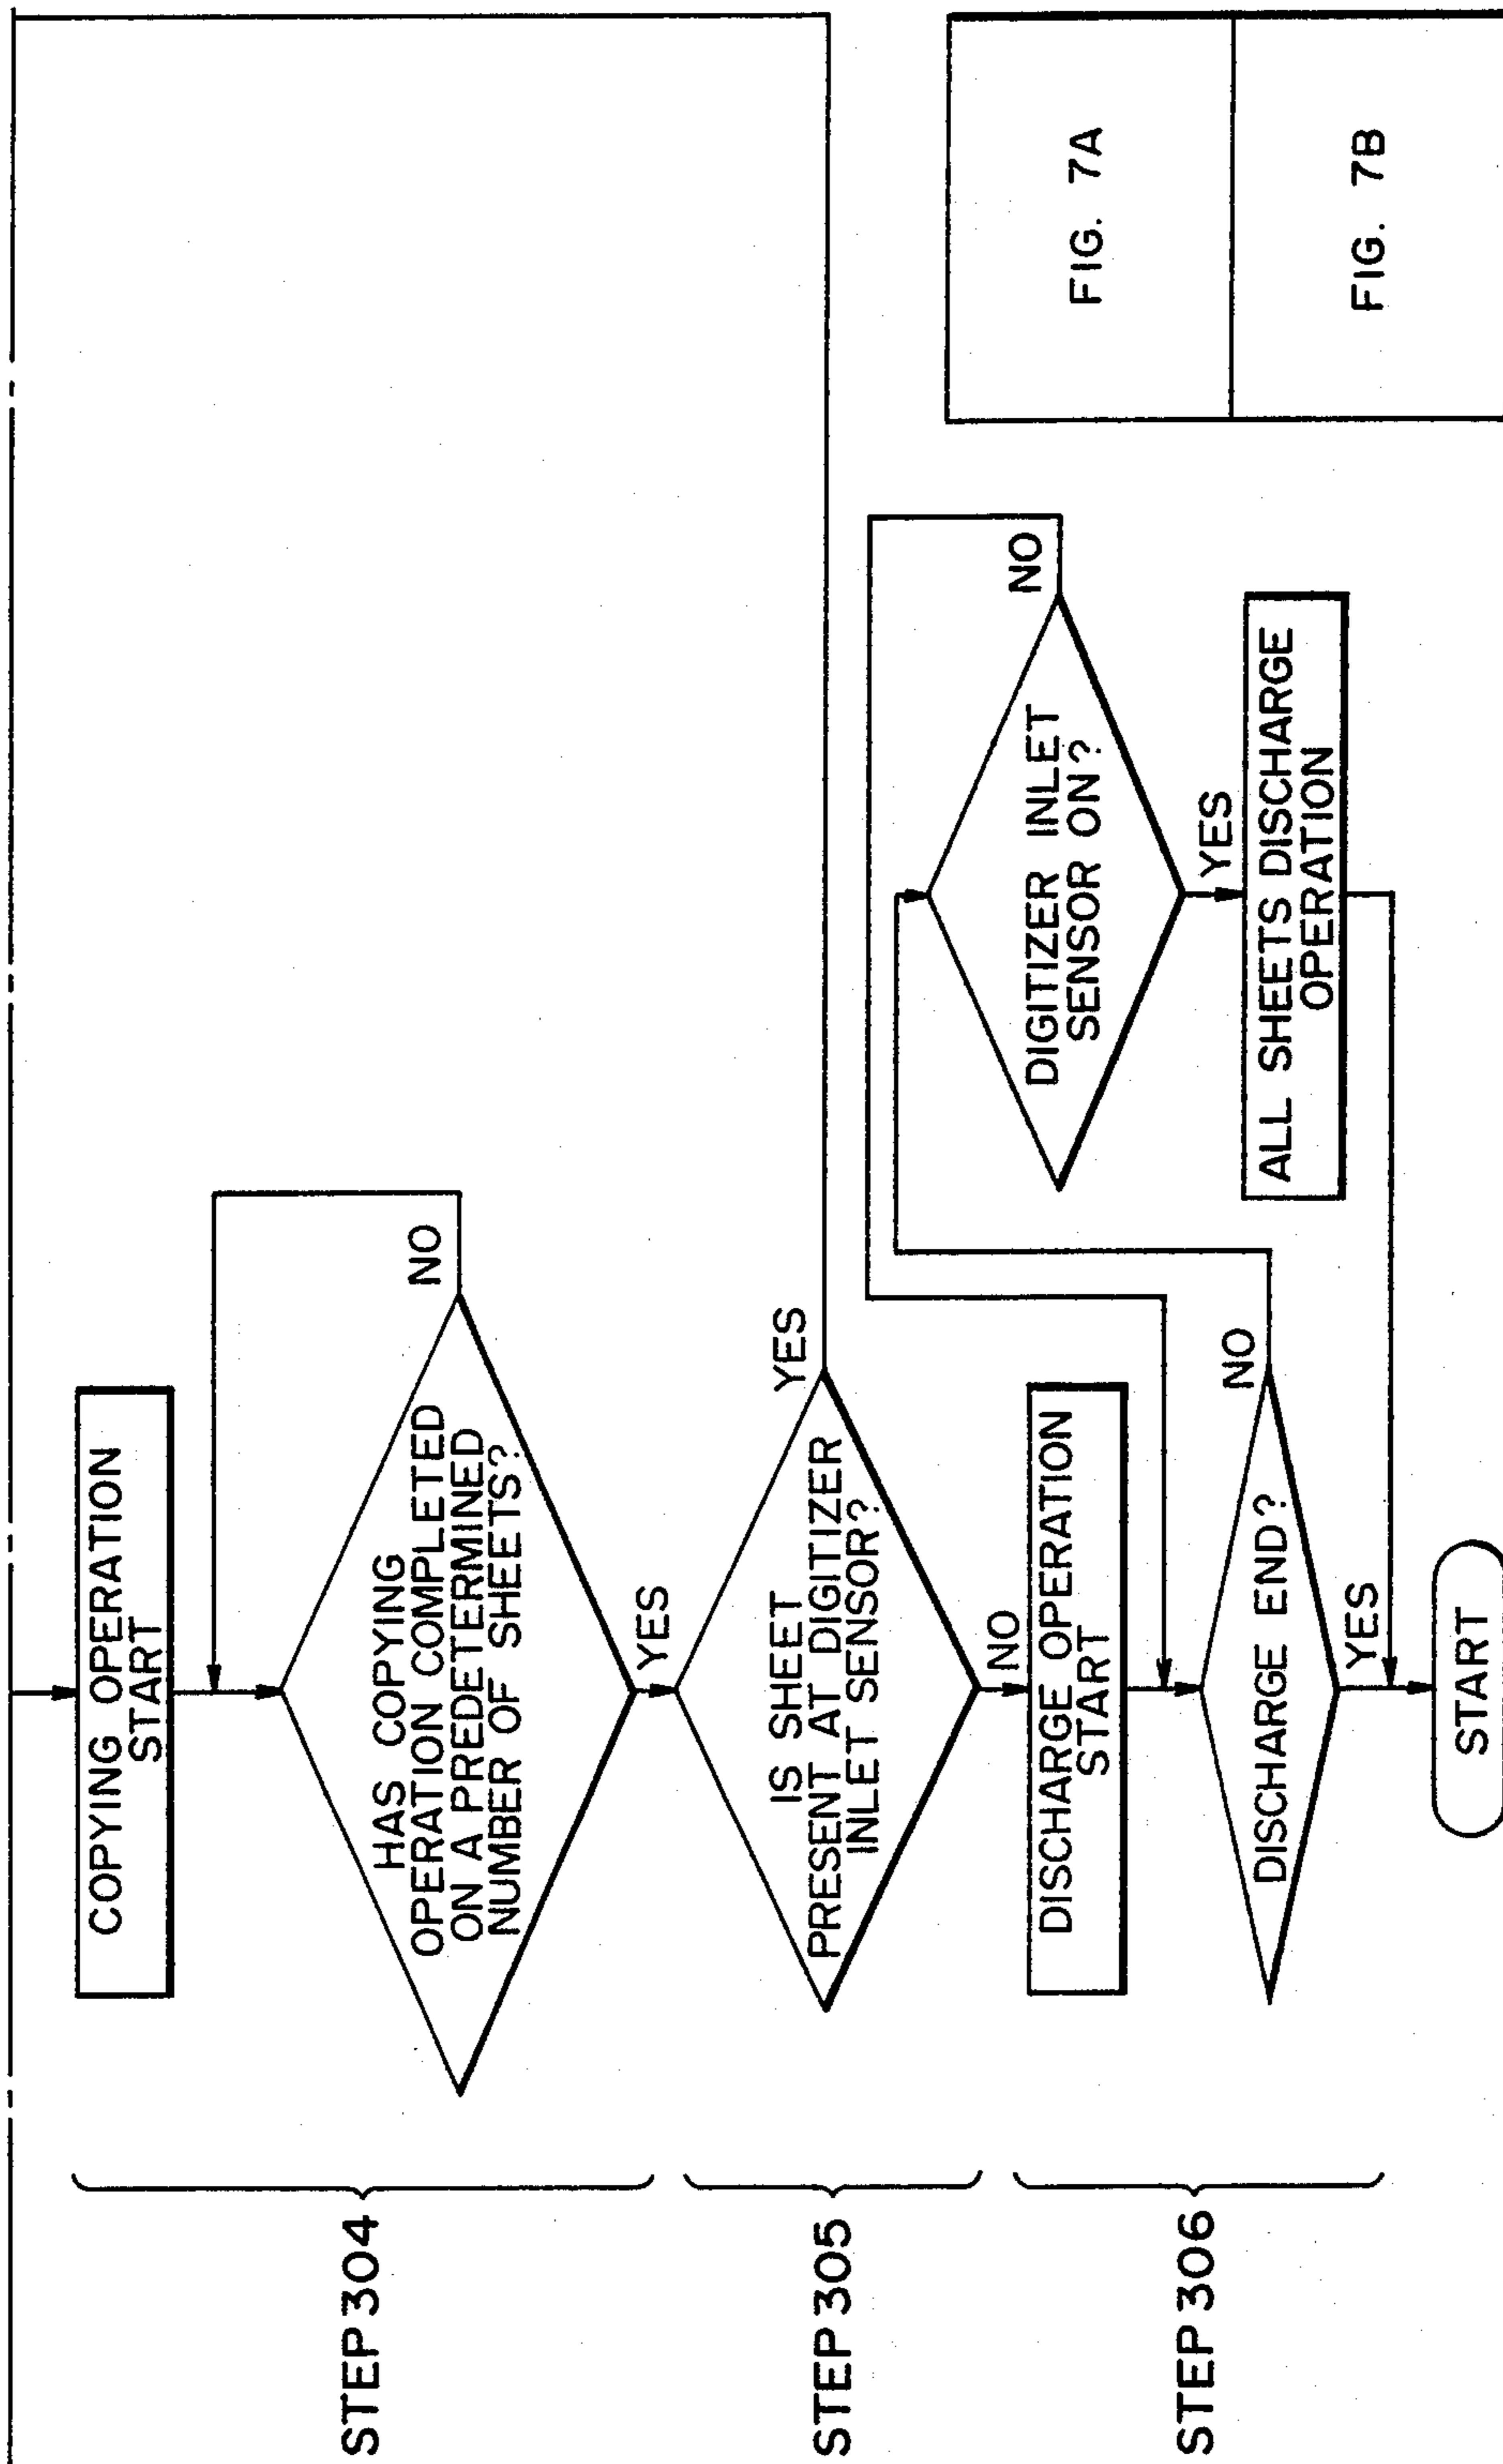 STEP 304
COPYING OPERATION
START
HAS COPYING
OPERATION COMPLETED
ON A PREDETERMINED
NUMBER OF SHEETS?
NO
YES
STEP 305
IS SHEET
PRESENT AT DIGITIZER
INLET SENSOR?
YES
NO
STEP 306
DISCHARGE OPERATION
START
DISCHARGE END?
NO
YES
DIGITIZER INLET
SENSOR ON?
NO
YES
ALL SHEETS DISCHARGE
OPERATION
START
FIG. 7A
FIG. 7B